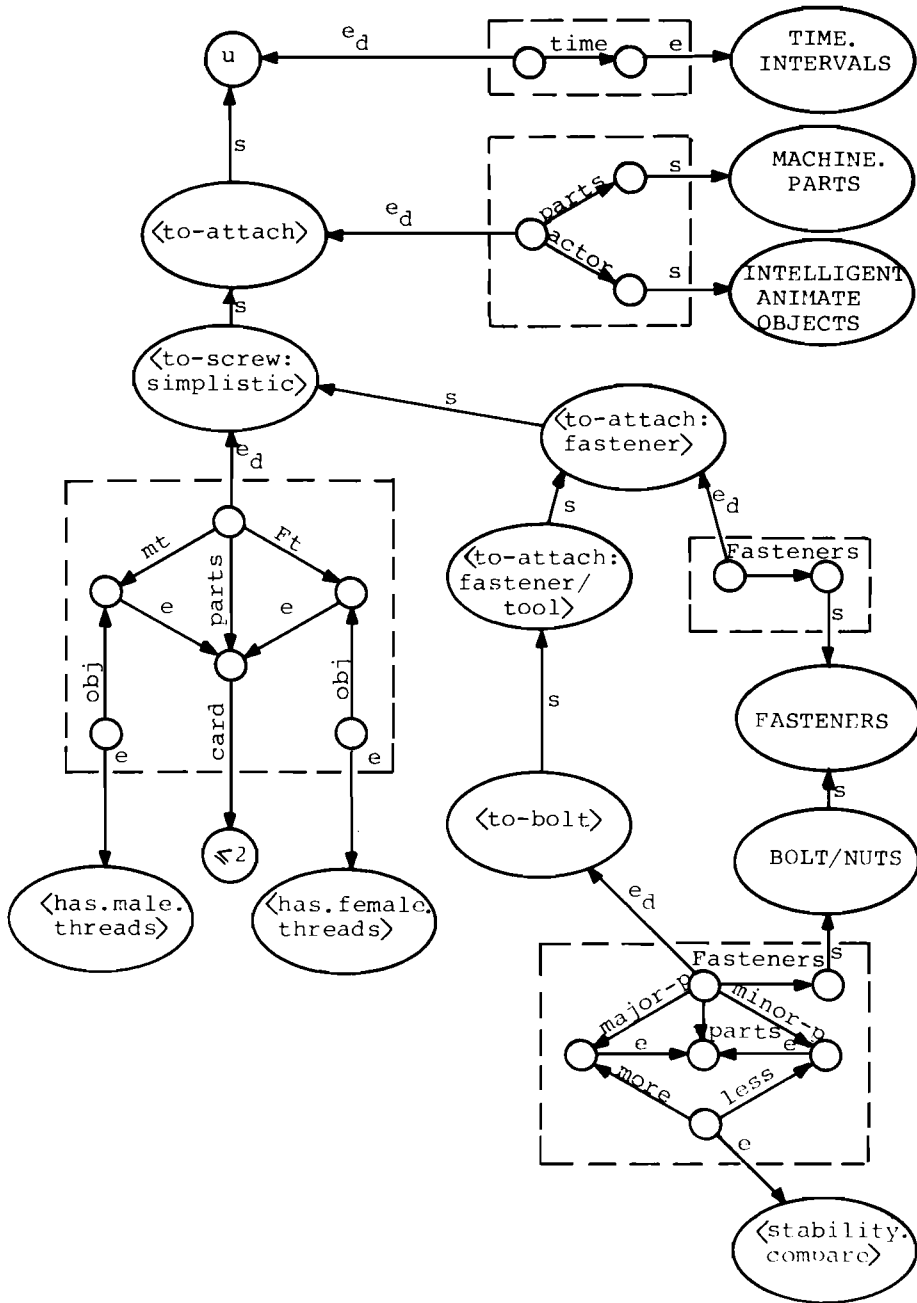 u
e_d
time
e
TIME.
INTERVALS
s
MACHINE.
PARTS
parts
s
⟨to-attach⟩
e_d
actor
s
INTELLIGENT
ANIMATE
OBJECTS
s
⟨to-screw:
simplistic⟩
s
⟨to-attach:
fastener⟩
e_d
e_d
s
mt
Ft
parts
e
e
obj
obj
card
e
e
⟨to-attach:
fastener/
tool⟩
Fasteners
s
s
FASTENERS
s
⟨to-bolt⟩
BOLT/NUTS
⩽2
⟨has.male.
threads⟩
⟨has.female.
threads⟩
e_d
s
Fasteners
major-p
minor-p
parts
e
e
more
less
e
⟨stability.
compare⟩